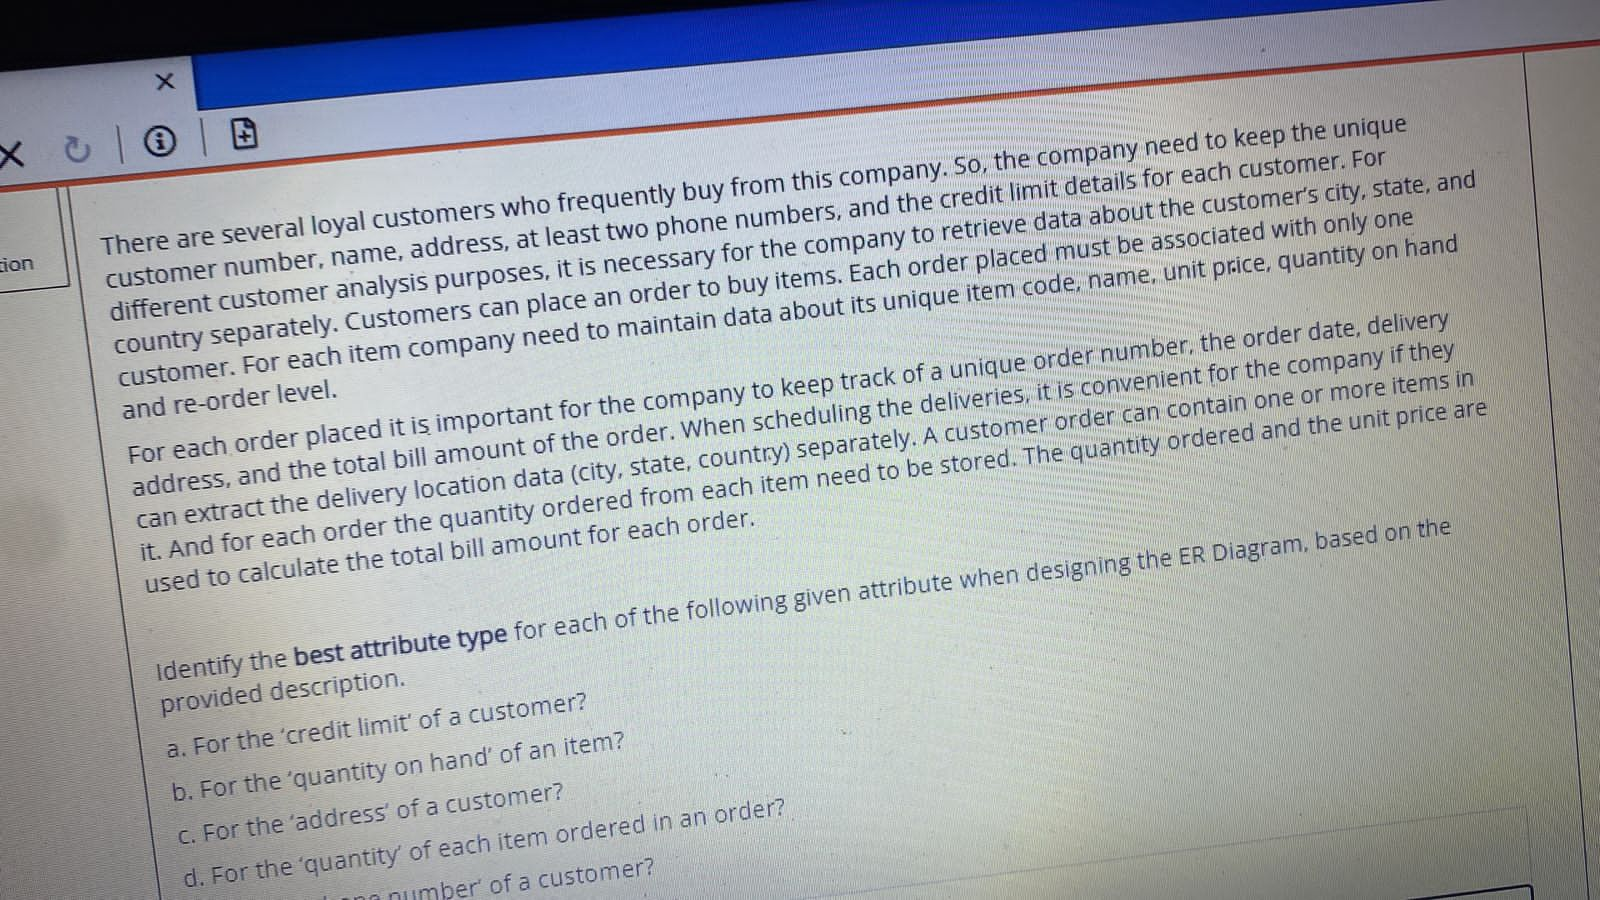 tion
There are several loyal customers who frequently buy from this company. So, the company need to keep the unique
customer number, name, address, at least two phone numbers, and the credit limit details for each customer. For
different customer analysis purposes, it is necessary for the company to retrieve data about the customer's city, state, and
country separately. Customers can place an order to buy items. Each order placed must be associated with only one
customer. For each item company need to maintain data about its unique item code, name, unit price, quantity on hand
and re-order level.
For each order placed it is important for the company to keep track of a unique order number, the order date, delivery
address, and the total bill amount of the order. When scheduling the deliveries, it is convenient for the company if they
can extract the delivery location data (city, state, country) separately. A customer order can contain one or more items in
it. And for each order the quantity ordered from each item need to be stored. The quantity ordered and the unit price are
used to calculate the total bill amount for each order.
Identify the best attribute type for each of the following given attribute when designing the ER Diagram, based on the
provided description.
a. For the 'credit limit' of a customer?
b. For the 'quantity on hand' of an item?
c. For the 'address' of a customer?
d. For the 'quantity' of each item ordered in an order?
number' of a customer?